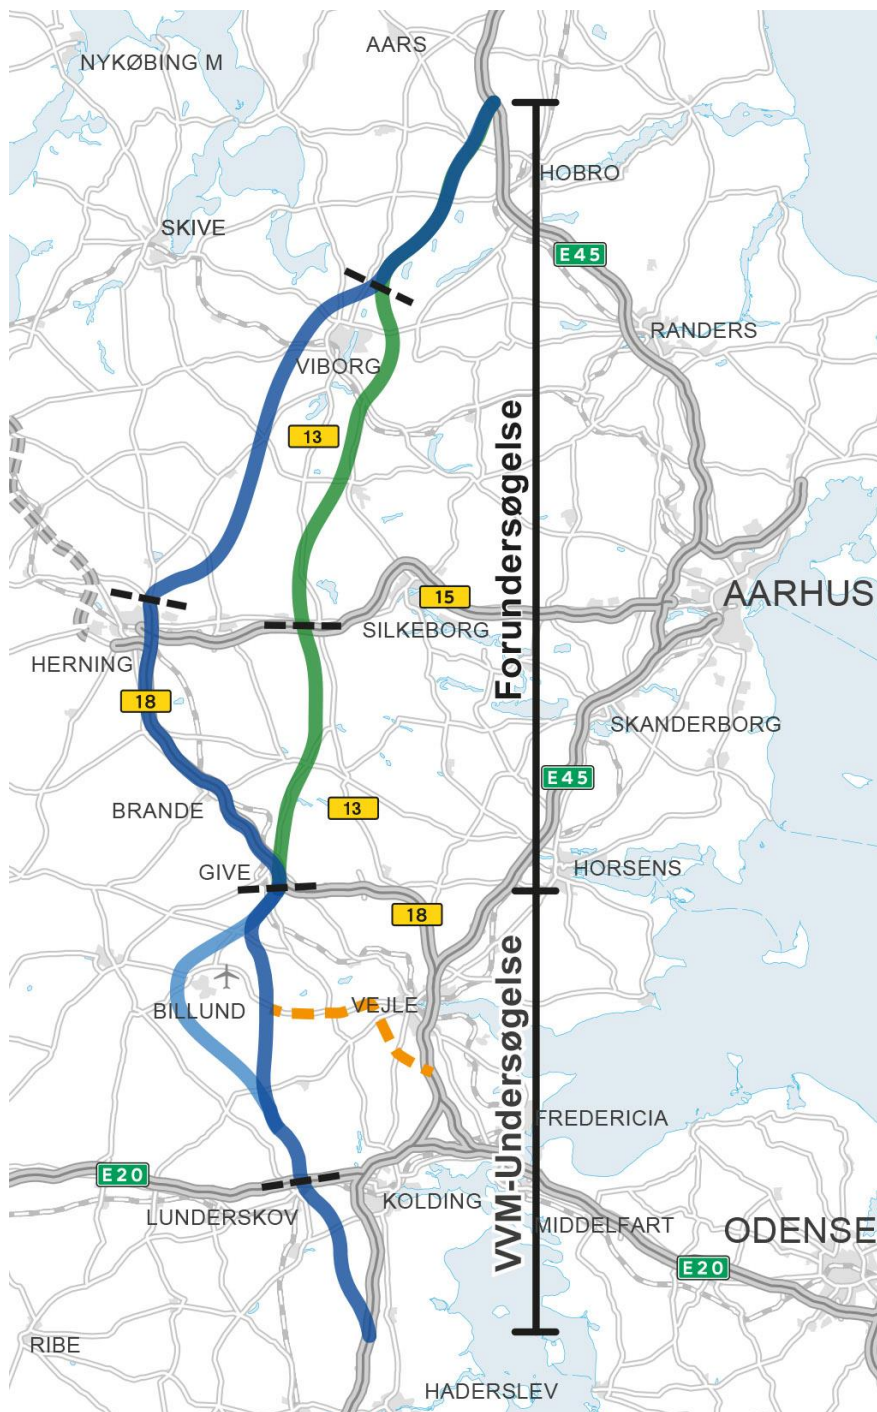 AARS
NYKØBING M
HOBRO
SKIVE
E45
RANDERS
VIBORG
13
Forundersøgelse
15
AARHUS
SILKEBORG
HERNING
18
SKANDERBORG
E45
BRANDE
13
GIVE
HORSENS
18
VVM-Undersøgelse
BILLUND
VEJLE
FREDERICIA
E20
KOLDING
LUNDERSKOV
MIDDELFART
ODENSE
E20
RIBE
HADERSLEV